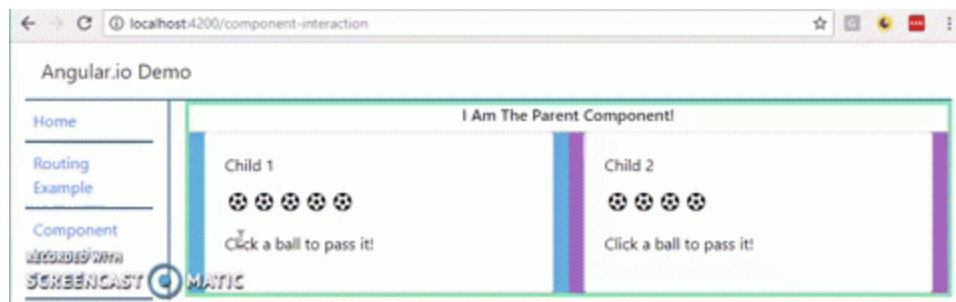 localhost:4200/component-interaction
Angular.io Demo
I Am The Parent Component!
Home
Routing
Example
Component
Child 1
Click a ball to pass it!
Child 2
Click a ball to pass it!
RECORDED WITH
SCREENCAST MATIC